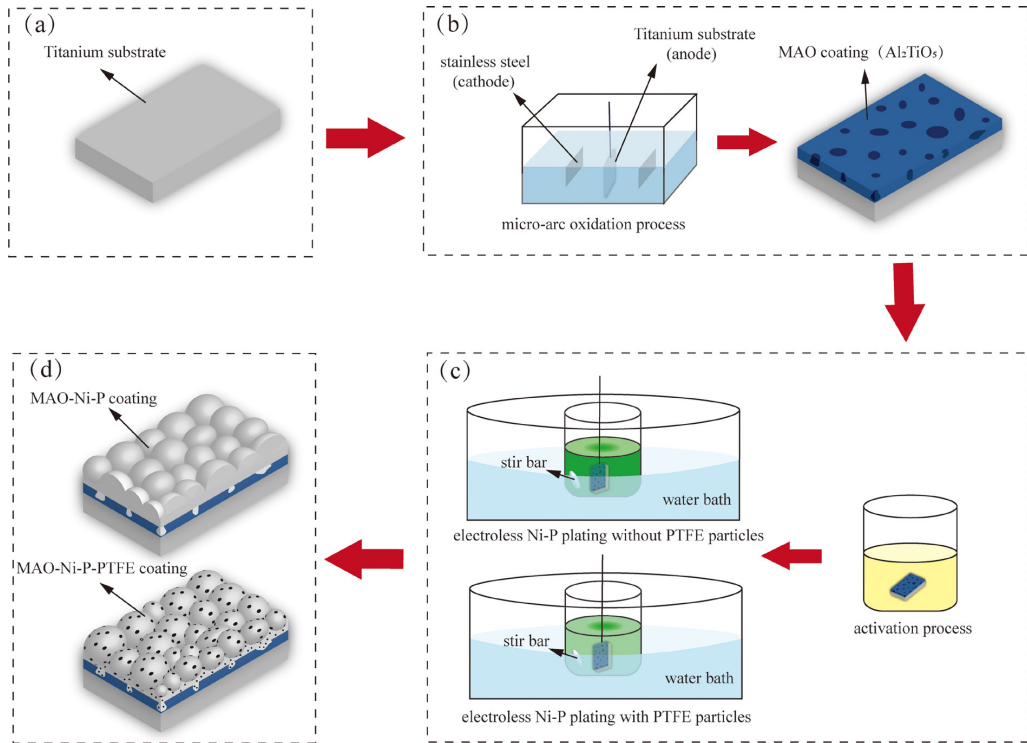 (a)
Titanium substrate
(b)
stainless steel
(cathode)
Titanium substrate
(anode)
micro-arc oxidation process
MAO coating (Al₂TiO₅)
(c)
stir bar
water bath
electroless Ni-P plating without PTFE particles
stir bar
water bath
electroless Ni-P plating with PTFE particles
activation process
(d)
MAO-Ni-P coating
MAO-Ni-P-PTFE coating